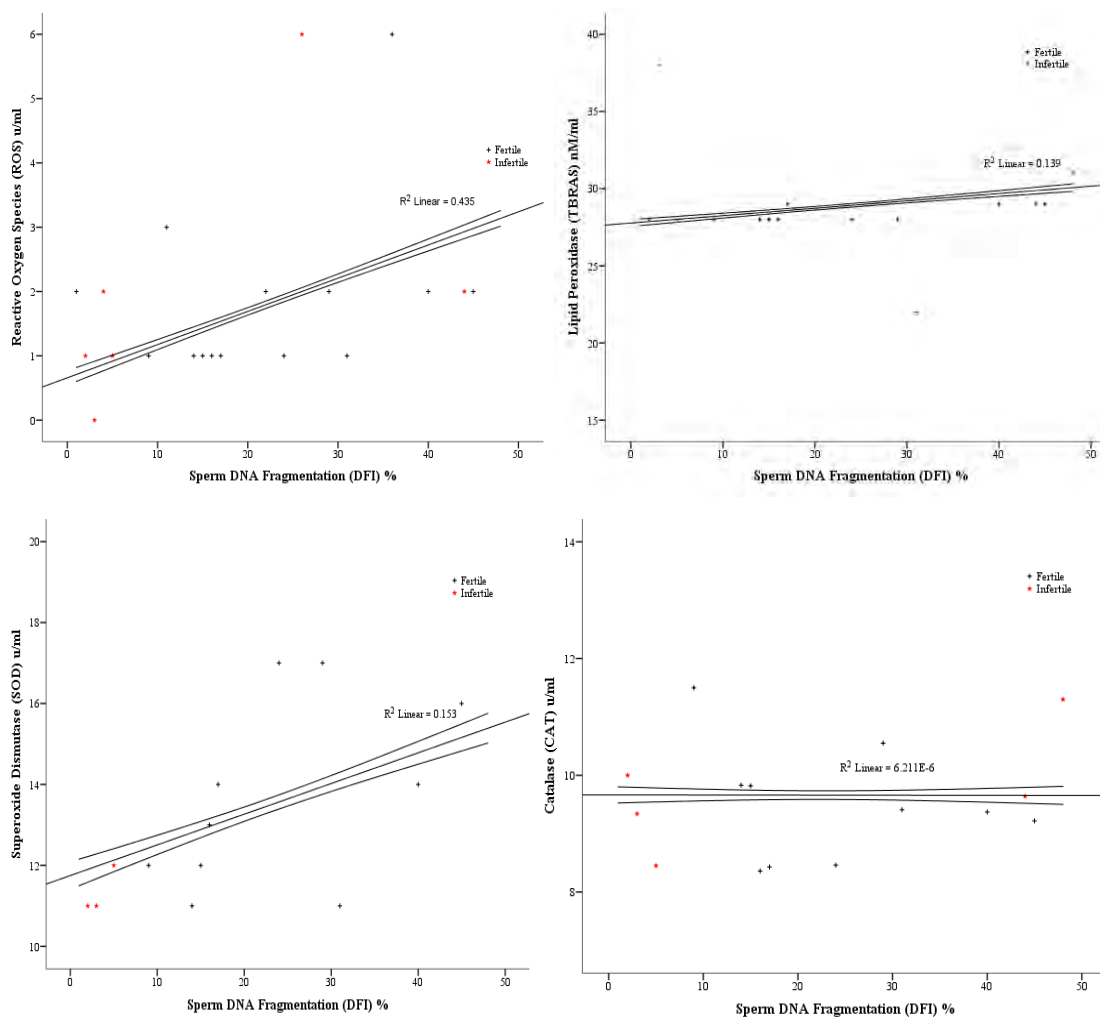 6
5
4
3
2
1
0
Reactive Oxygen Species (ROS) u/ml
Fertile
Infertile
R2 Linear = 0.435
0 10 20 30 40 50
Sperm DNA Fragmentation (DFI) %
40
35
30
25
20
15
Lipid Peroxidase (TBRAS) nM/ml
Fertile
Infertile
R2 Linear = 0.139
0 10 20 30 40 50
Sperm DNA Fragmentation (DFI) %
20
18
16
14
12
10
Superoxide Dismutase (SOD) u/ml
Fertile
Infertile
R2 Linear = 0.153
0 10 20 30 40 50
Sperm DNA Fragmentation (DFI) %
14
12
10
8
Catalase (CAT) u/ml
Fertile
Infertile
R2 Linear = 6.211E-6
0 10 20 30 40 50
Sperm DNA Fragmentation (DFI) %